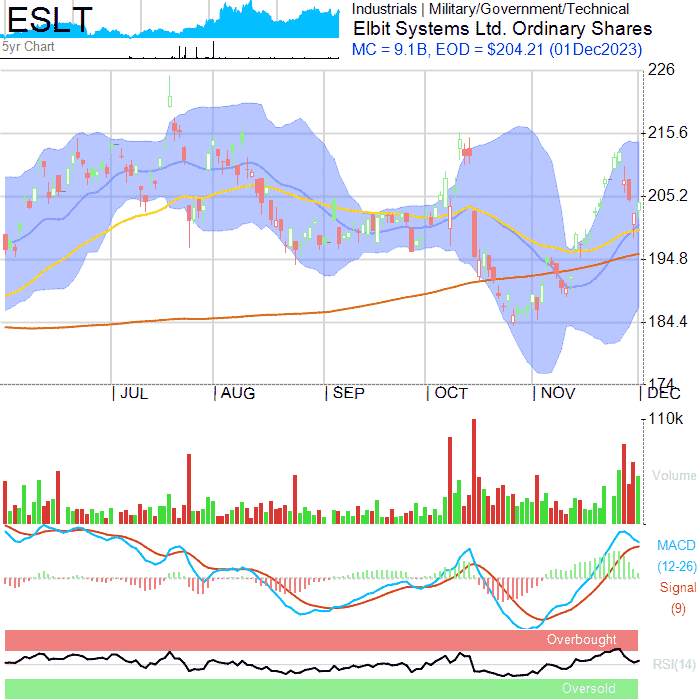 ESLT
5yr Chart
Industrials | Military/Government/Technical
Elbit Systems Ltd. Ordinary Shares
MC = 9.1B, EOD = $204.21 (01Dec2023)
226
215.6
205.2
194.8
184.4
174
JUL AUG SEP OCT NOV DEC
110k
Volume
MACD
(12-26)
Signal
(9)
Overbought
RSI(14)
Oversold